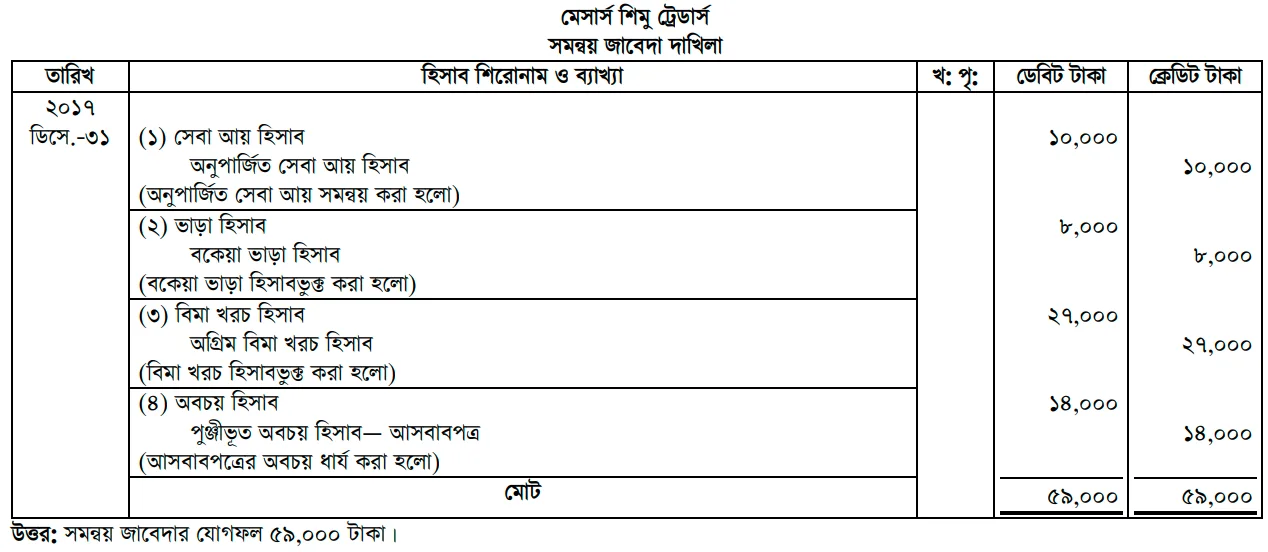 মেসার্স শিমু ট্রেডার্স
সমন্বয় জাবেদা দাখিলা
তারিখ হিসাব শিরোনাম ও ব্যাখ্যা খ: পৃ: ডেবিট টাকা ক্রেডিট টাকা
২০১৭
ডিসে.-৩১ (১) সেবা আয় হিসাব ১০,০০০
অনুপার্জিত সেবা আয় হিসাব ১০,০০০
(অনুপার্জিত সেবা আয় সমন্বয় করা হলো)
(২) ভাড়া হিসাব ৮,০০০
বকেয়া ভাড়া হিসাব ৮,০০০
(বকেয়া ভাড়া হিসাবভুক্ত করা হলো)
(৩) বিমা খরচ হিসাব ২৭,০০০
অগ্রিম বিমা খরচ হিসাব ২৭,০০০
(বিমা খরচ হিসাবভুক্ত করা হলো)
(৪) অবচয় হিসাব ১৪,০০০
পুঞ্জীভূত অবচয় হিসাব— আসবাবপত্র ১৪,০০০
(আসবাবপত্রের অবচয় ধার্য করা হলো)
মোট ৫৯,০০০ ৫৯,০০০
উত্তর: সমন্বয় জাবেদার যোগফল ৫৯,০০০ টাকা।